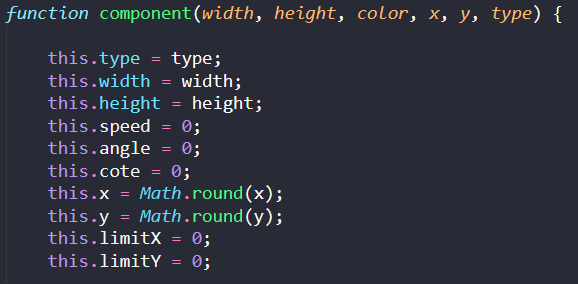 function component(width, height, color, x, y, type) {
this.type = type;
this.width = width;
this.height = height;
this.speed = 0;
this.angle = 0;
this.cote = 0;
this.x = Math.round(x);
this.y = Math.round(y);
this.limitX = 0;
this.limitY = 0;